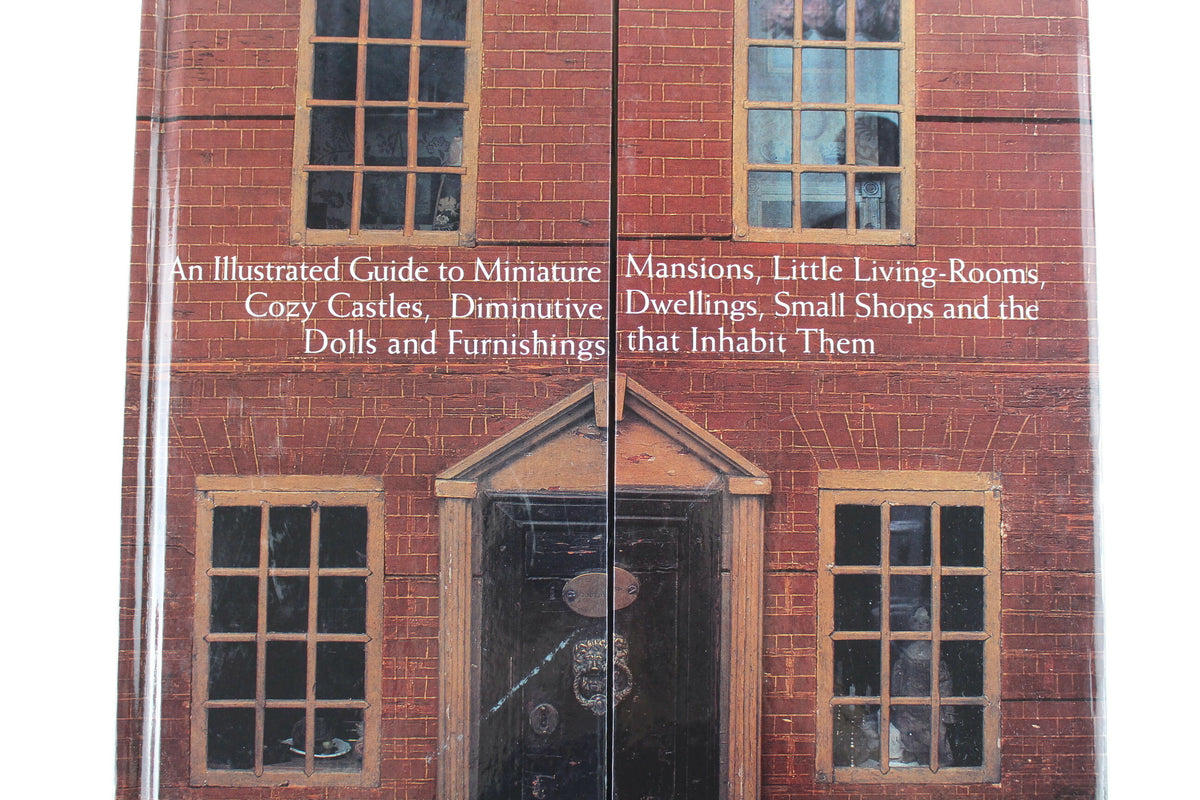 An Illustrated Guide to Miniature Mansions, Little Living-Rooms,
Cozy Castles, Diminutive Dwellings, Small Shops and the
Dolls and Furnishings that Inhabit Them